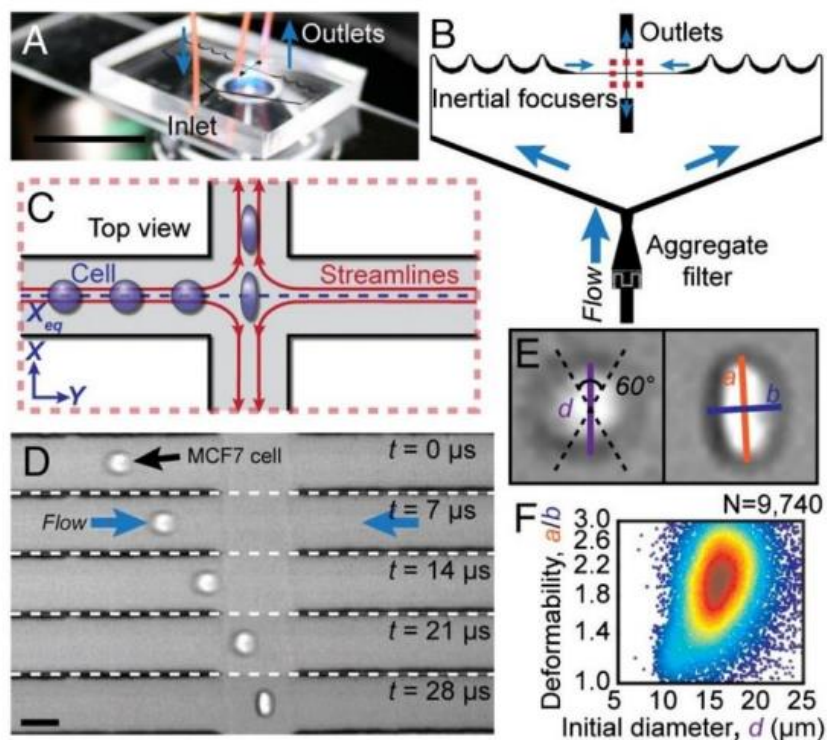 A
Outlets
Inlet
B
Outlets
Inertial focusers
Flow
Aggregate
filter
C
Top view
Cell
Streamlines
Xeq
X
Y
D
t = 0 µs
MCF7 cell
t = 7 µs
Flow
t = 14 µs
t = 21 µs
t = 28 µs
E
60°
d
a
b
F
N=9,740
Deformability, a/b
3.0
2.6
2.2
1.8
1.4
1.0
5 10 15 20 25
Initial diameter, d (µm)